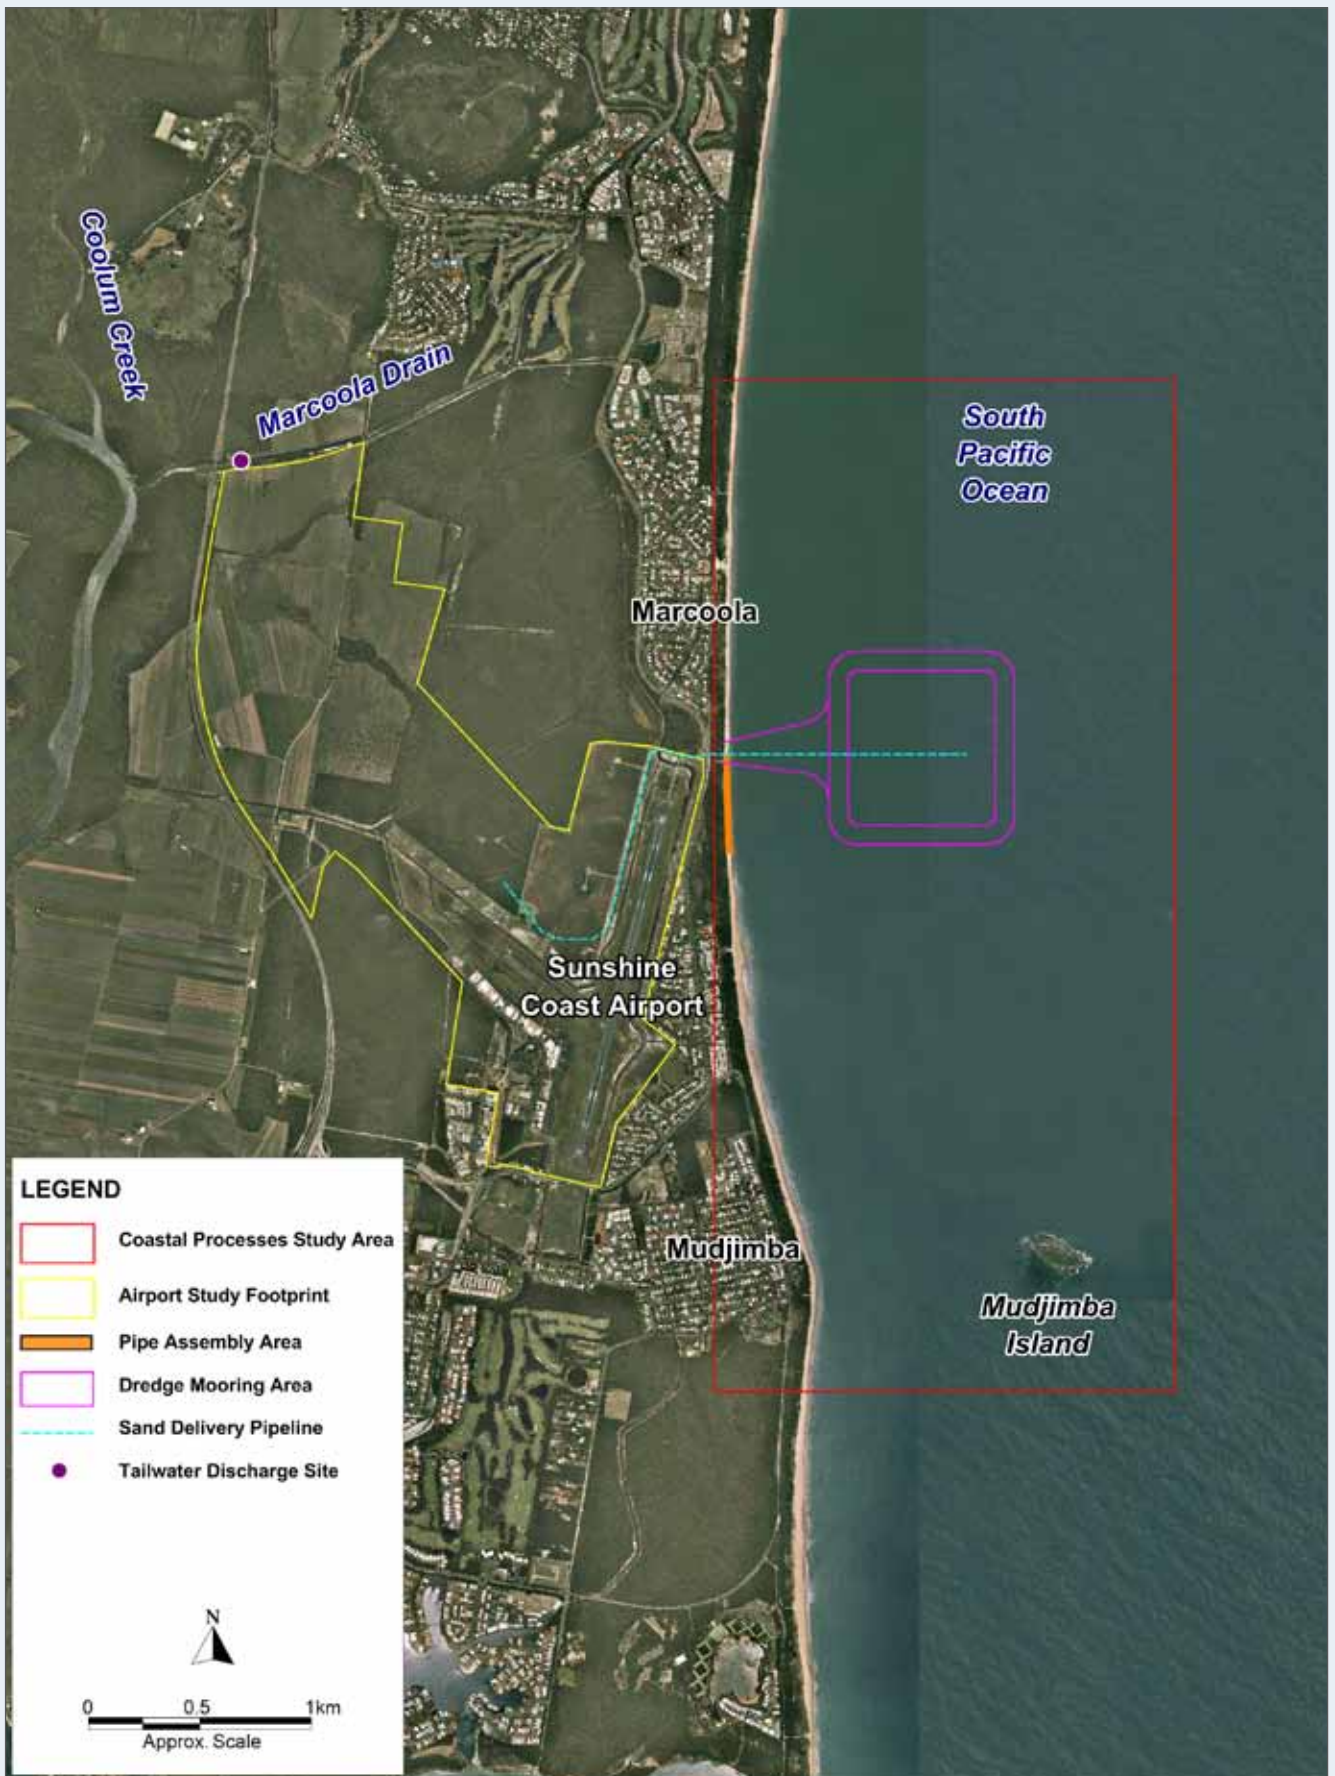 Coolum Creek
Marcoola Drain
South
Pacific
Ocean
Marcoola
Sunshine
Coast Airport
Mudjimba
Mudjimba
Island
LEGEND
Coastal Processes Study Area
Airport Study Footprint
Pipe Assembly Area
Dredge Mooring Area
Sand Delivery Pipeline
Tailwater Discharge Site
N
0 0.5 1km
Approx. Scale